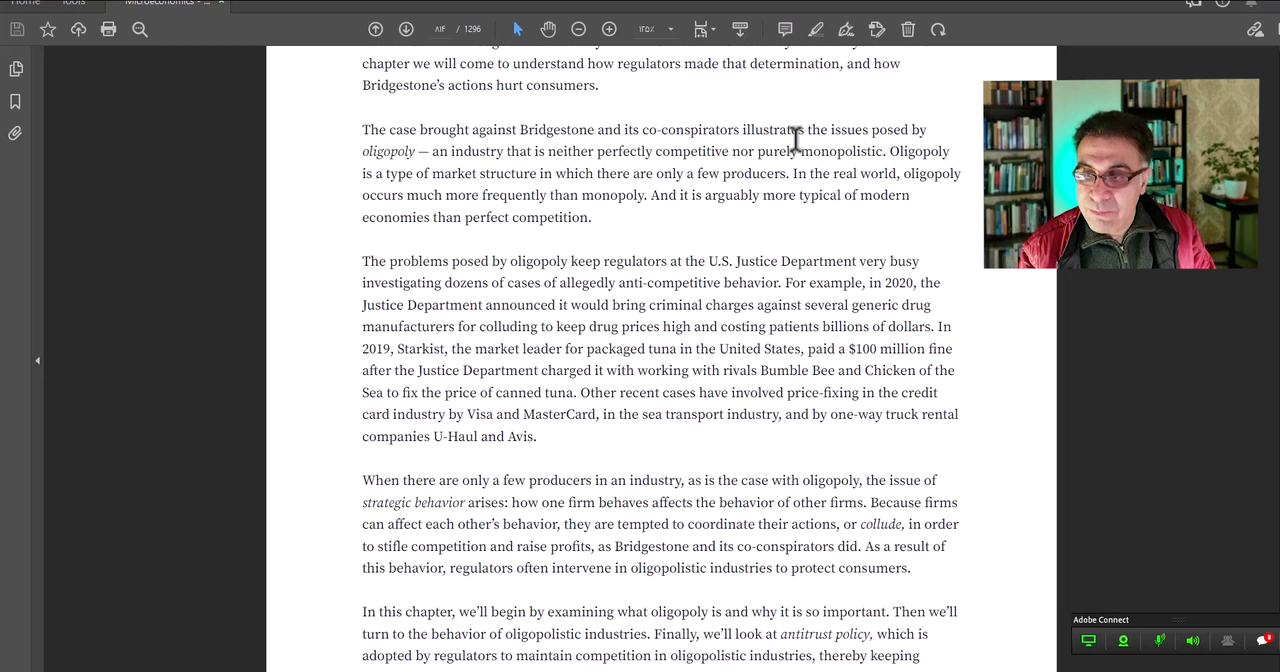 Home Tools Microeconomics - ...
۸۱۴ / 1296
۱۲۵٪
chapter we will come to understand how regulators made that determination, and how
Bridgestone’s actions hurt consumers.
The case brought against Bridgestone and its co-conspirators illustrates the issues posed by
oligopoly — an industry that is neither perfectly competitive nor purely monopolistic. Oligopoly
is a type of market structure in which there are only a few producers. In the real world, oligopoly
occurs much more frequently than monopoly. And it is arguably more typical of modern
economies than perfect competition.
The problems posed by oligopoly keep regulators at the U.S. Justice Department very busy
investigating dozens of cases of allegedly anti-competitive behavior. For example, in 2020, the
Justice Department announced it would bring criminal charges against several generic drug
manufacturers for colluding to keep drug prices high and costing patients billions of dollars. In
2019, Starkist, the market leader for packaged tuna in the United States, paid a $100 million fine
after the Justice Department charged it with working with rivals Bumble Bee and Chicken of the
Sea to fix the price of canned tuna. Other recent cases have involved price-fixing in the credit
card industry by Visa and MasterCard, in the sea transport industry, and by one-way truck rental
companies U-Haul and Avis.
When there are only a few producers in an industry, as is the case with oligopoly, the issue of
strategic behavior arises: how one firm behaves affects the behavior of other firms. Because firms
can affect each other’s behavior, they are tempted to coordinate their actions, or collude, in order
to stifle competition and raise profits, as Bridgestone and its co-conspirators did. As a result of
this behavior, regulators often intervene in oligopolistic industries to protect consumers.
In this chapter, we’ll begin by examining what oligopoly is and why it is so important. Then we’ll
turn to the behavior of oligopolistic industries. Finally, we’ll look at antitrust policy, which is
adopted by regulators to maintain competition in oligopolistic industries, thereby keeping
Adobe Connect